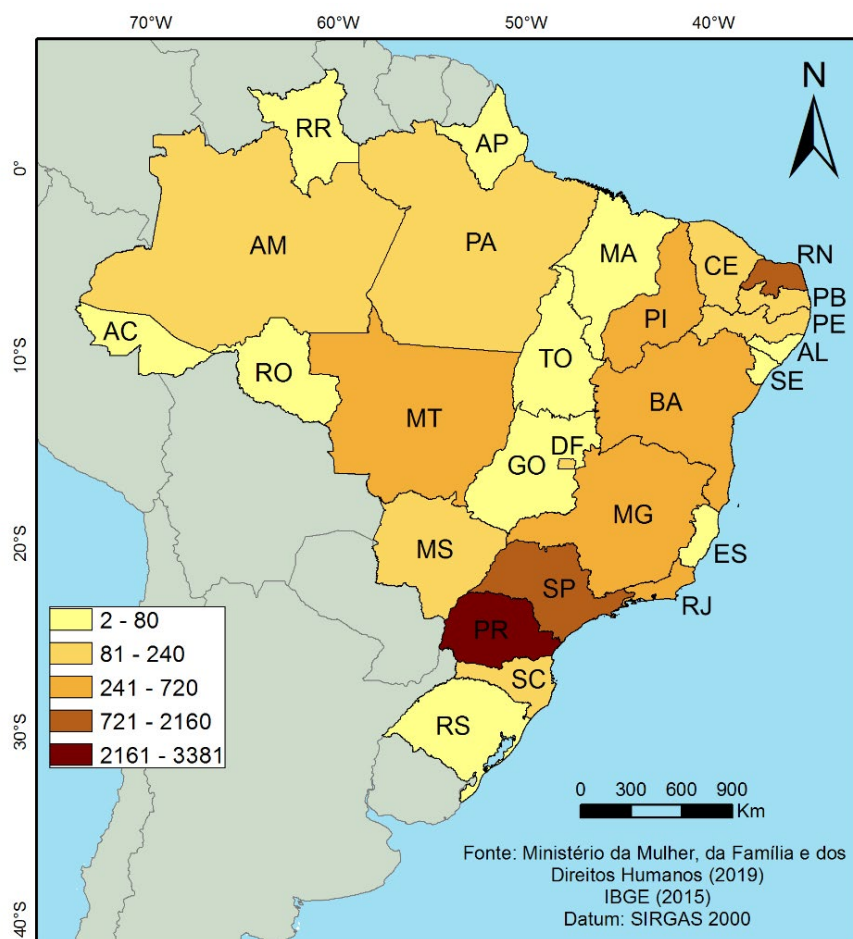 70°W 60°W 50°W 40°W
N
RR
AP
0°
AM
PA
MA
CE
RN
PB
PE
AL
SE
PI
AC
10°S
RO
TO
MT
BA
DF
GO
MG
20°S
MS
ES
SP
RJ
PR
SC
RS
2 - 80
81 - 240
241 - 720
721 - 2160
2161 - 3381
30°S
0 300 600 900
Km
Fonte: Ministério da Mulher, da Família e dos
Direitos Humanos (2019)
IBGE (2015)
Datum: SIRGAS 2000
40°S